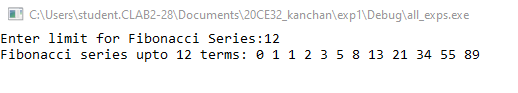 C:\Users\student.CLAB2-28\Documents\20CE32_kanchan\exp1\Debug\all_exps.exe
Enter limit for Fibonacci Series:12
Fibonacci series upto 12 terms: 0 1 1 2 3 5 8 13 21 34 55 89